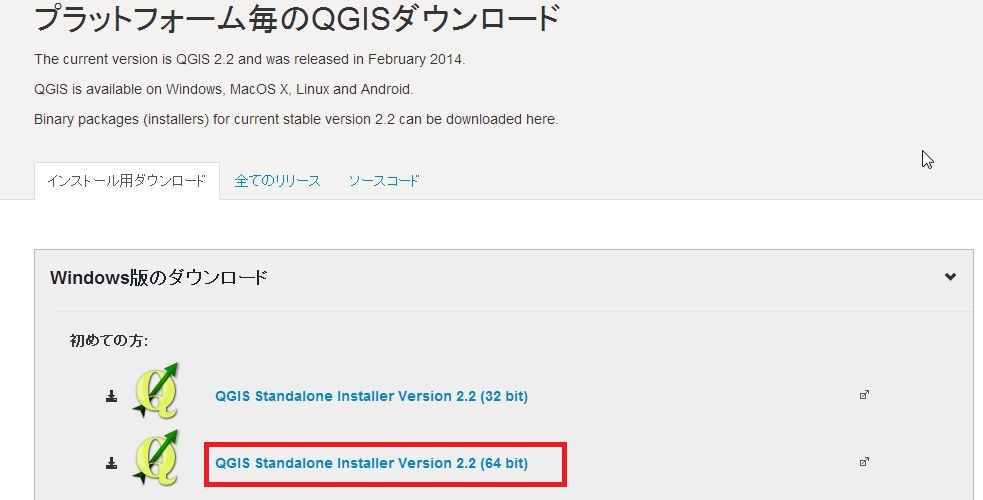 プラットフォーム毎のQGISダウンロード
The current version is QGIS 2.2 and was released in February 2014.
QGIS is available on Windows, MacOS X, Linux and Android.
Binary packages (installers) for current stable version 2.2 can be downloaded here.
インストール用ダウンロード 全てのリリース ソースコード
Windows版のダウンロード
初めての方:
QGIS Standalone Installer Version 2.2 (32 bit)
QGIS Standalone Installer Version 2.2 (64 bit)